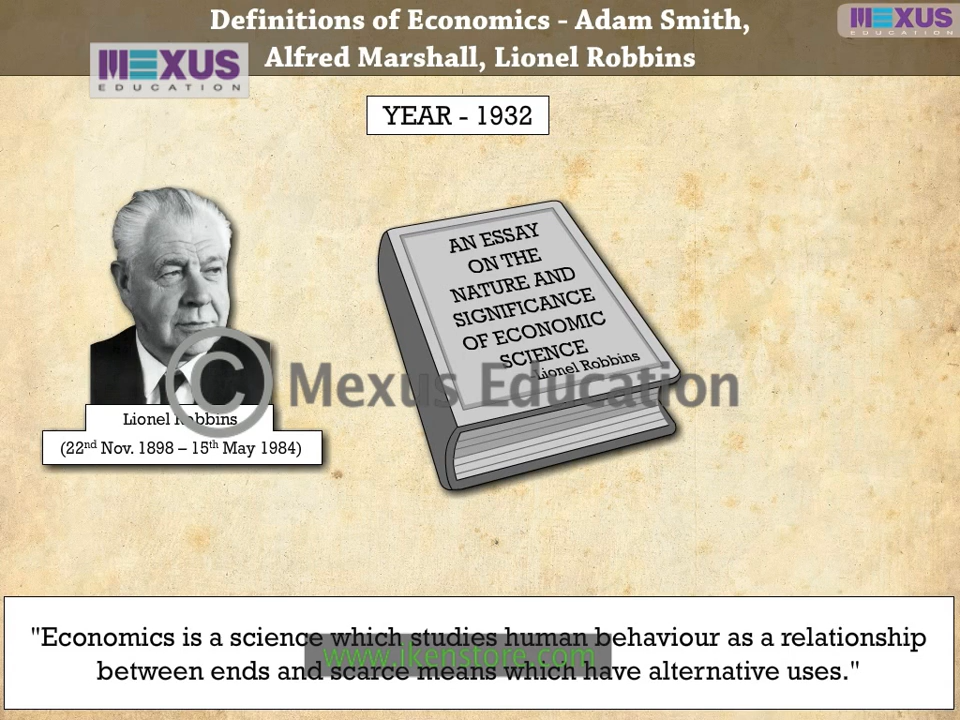 Definitions of Economics - Adam Smith,
Alfred Marshall, Lionel Robbins
MEXUS
EDUCATION
MEXUS
EDUCATION
YEAR - 1932
AN ESSAY
ON THE
NATURE AND
SIGNIFICANCE
OF ECONOMIC
SCIENCE
-Lionel Robbins
© Mexus Education
Lionel Robbins
(22nd Nov. 1898 – 15th May 1984)
"Economics is a science which studies human behaviour as a relationship
between ends and scarce means which have alternative uses."
www.ikenstore.com